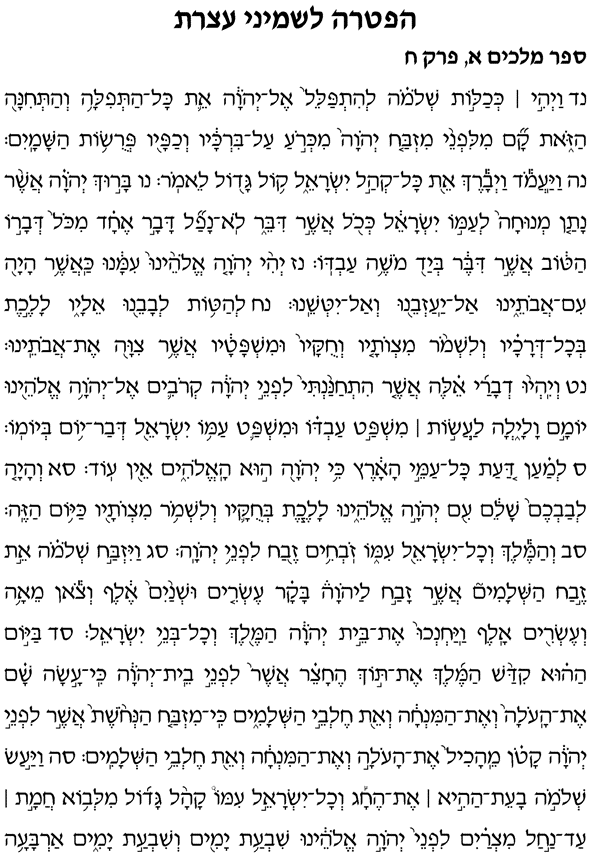 הפטרה לשמיני עצרת
ספר מלכים א, פרק ח
נד וַיְהִ֣י | כְּכַלּ֣וֹת שְׁלֹמֹ֗ה לְהִתְפַּלֵּל֙ אֶל־יְהֹוָ֔ה אֵ֛ת כָּל־הַתְּפִלָּ֥ה וְהַתְּחִנָּ֖ה
הַזֹּ֑את קָ֞ם מִלִּפְנֵ֨י מִזְבַּ֤ח יְהֹוָה֙ מִכְּרֹ֣עַ עַל־בִּרְכָּ֔יו וְכַפָּ֖יו פְּרֻשׂ֥וֹת הַשָּׁמָֽיִם:
נה וַֽיַּעֲמֹ֕ד וַיְבָ֕רֶךְ אֵ֖ת כָּל־קְהַ֣ל יִשְׂרָאֵ֑ל ק֥וֹל גָּד֖וֹל לֵאמֹֽר: נו בָּר֣וּךְ יְהֹוָ֗ה אֲשֶׁ֨ר
נָתַ֤ן מְנוּחָה֙ לְעַמּ֣וֹ יִשְׂרָאֵ֔ל כְּכֹ֖ל אֲשֶׁ֣ר דִּבֵּ֑ר לֹֽא־נָפַ֞ל דָּבָ֣ר אֶחָ֗ד מִכֹּל֙ דְּבָר֣וֹ
הַטּ֔וֹב אֲשֶׁ֣ר דִּבֶּ֔ר בְּיַ֖ד מֹשֶׁ֥ה עַבְדּֽוֹ: נז יְהִ֨י יְהֹוָ֤ה אֱלֹהֵ֨ינוּ֙ עִמָּ֔נוּ כַּֽאֲשֶׁ֥ר הָיָ֖ה
עִם־אֲבֹתֵ֑ינוּ אַל־יַֽעַזְבֵ֖נוּ וְאַל־יִטְּשֵֽׁנוּ: נח לְהַטּ֥וֹת לְבָבֵ֖נוּ אֵלָ֑יו לָלֶ֣כֶת
בְּכָל־דְּרָכָ֗יו וְלִשְׁמֹ֨ר מִצְוֹתָ֤יו וְחֻקָּיו֙ וּמִשְׁפָּטָ֔יו אֲשֶׁ֥ר צִוָּ֖ה אֶת־אֲבֹתֵֽינוּ:
נט וְיִֽהְי֨וּ דְבָרַ֜י אֵ֗לֶּה אֲשֶׁ֤ר הִתְחַנַּ֨נְתִּי֙ לִפְנֵ֣י יְהֹוָ֔ה קְרֹבִ֛ים אֶל־יְהֹוָ֥ה אֱלֹהֵ֖ינוּ
יוֹמָ֣ם וָלָ֑יְלָה לַֽעֲשׂ֣וֹת | מִשְׁפַּ֣ט עַבְדּ֗וֹ וּמִשְׁפַּ֛ט עַמּ֥וֹ יִשְׂרָאֵ֖ל דְּבַר־י֥וֹם בְּיוֹמֽוֹ:
ס לְמַ֗עַן דַּ֚עַת כָּל־עַמֵּ֣י הָאָ֔רֶץ כִּ֥י יְהֹוָ֖ה ה֣וּא הָֽאֱלֹהִ֑ים אֵ֖ין עֽוֹד: סא וְהָיָ֤ה
לְבַבְכֶם֙ שָׁלֵ֔ם עִ֖ם יְהֹוָ֣ה אֱלֹהֵ֑ינוּ לָלֶ֧כֶת בְּחֻקָּ֛יו וְלִשְׁמֹ֥ר מִצְוֹתָ֖יו כַּיּ֥וֹם הַזֶּֽה:
סב וְֽהַמֶּ֔לֶךְ וְכָל־יִשְׂרָאֵ֖ל עִמּ֑וֹ זֹֽבְחִ֥ים זֶ֖בַח לִפְנֵ֥י יְהֹוָֽה: סג וַיִּזְבַּ֣ח שְׁלֹמֹ֗ה אֵ֣ת
זֶ֣בַח הַשְּׁלָמִים֮ אֲשֶׁ֣ר זָבַ֣ח לַֽיהֹוָה֒ בָּקָ֗ר עֶשְׂרִ֤ים וּשְׁנַ֨יִם֙ אֶ֔לֶף וְצֹ֕אן מֵאָ֥ה
וְעֶשְׂרִ֖ים אָ֑לֶף וַֽיַּחְנְכוּ֙ אֶת־בֵּ֣ית יְהֹוָ֔ה הַמֶּ֖לֶךְ וְכָל־בְּנֵ֥י יִשְׂרָאֵֽל: סד בַּיּ֣וֹם
הַה֗וּא קִדַּ֨שׁ הַמֶּ֜לֶךְ אֶת־תּ֣וֹךְ הֶֽחָצֵ֗ר אֲשֶׁר֙ לִפְנֵ֣י בֵֽית־יְהֹוָ֔ה כִּי־עָ֣שָׂה שָׁ֗ם
אֶת־הָֽעֹלָה֙ וְאֶת־הַמִּנְחָ֔ה וְאֵ֖ת חֶלְבֵ֣י הַשְּׁלָמִ֑ים כִּֽי־מִזְבַּ֤ח הַנְּחֹ֨שֶׁת֙ אֲשֶׁ֣ר לִפְנֵ֣י
יְהֹוָ֔ה קָטֹ֗ן מֵֽהָכִיל֙ אֶת־הָֽעֹלָ֣ה וְאֶת־הַמִּנְחָ֔ה וְאֵ֖ת חֶלְבֵ֥י הַשְּׁלָמִֽים: סה וַיַּ֣עַשׂ
שְׁלֹמֹ֣ה בָֽעֵת־הַהִ֣יא | אֶת־הֶחָ֡ג וְכָל־יִשְׂרָאֵ֣ל עִמּוֹ֩ קָהָ֨ל גָּד֜וֹל מִלְּב֥וֹא חֲמָ֣ת |
עַד־נַ֣חַל מִצְרַ֗יִם לִפְנֵי֙ יְהֹוָ֣ה אֱלֹהֵ֔ינוּ שִׁבְעַ֥ת יָמִ֖ים וְשִׁבְעַ֣ת יָמִ֑ים אַרְבָּעָ֥ה